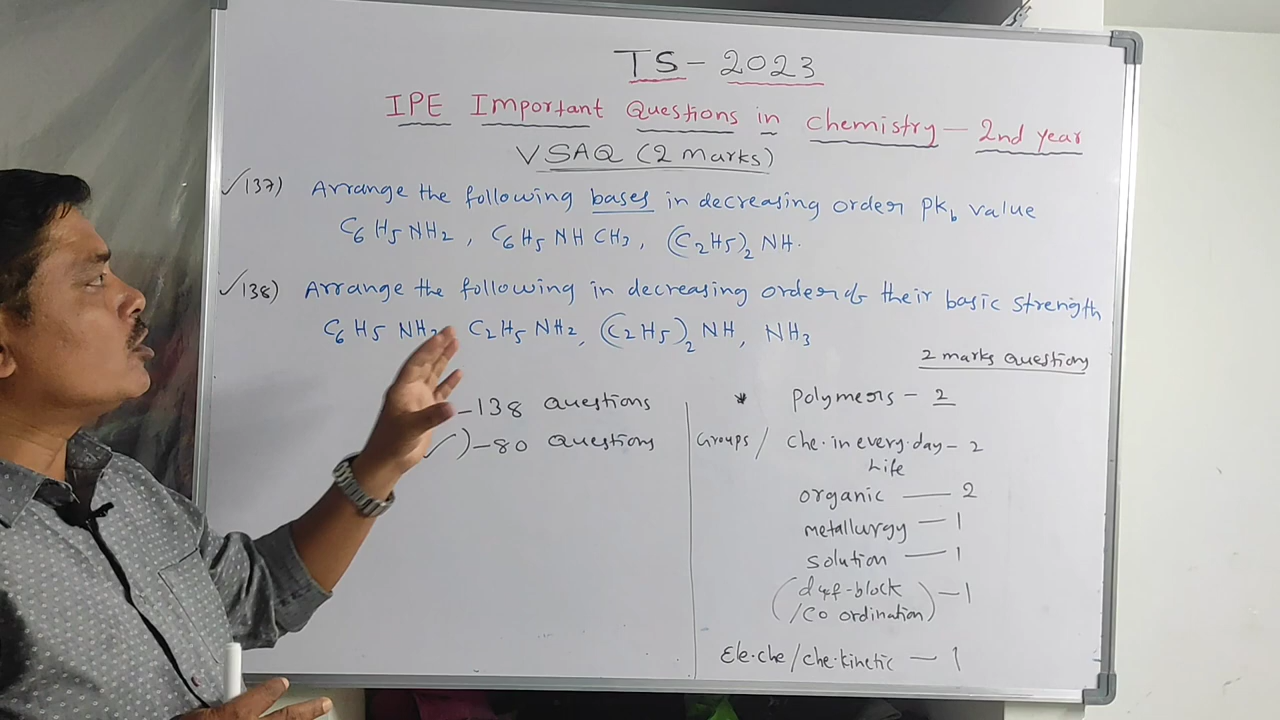 TS - 2023
IPE Important Questions in chemistry - 2nd year
VSAQ (2 marks)
✓137) Arrange the following bases in decreasing order pKb value
C6H5NH2, C6H5NHCH3, (C2H5)2NH.
✓138) Arrange the following in decreasing order of their basic strength
C6H5NH2, C2H5NH2, (C2H5)2NH, NH3
2 marks questions
-138 questions
✓)-80 questions
* polymers - 2
Groups / che.in every.day- 2
Life
organic — 2
metallurgy — 1
solution — 1
(d&f-block
/co ordination) — 1
Ele.che/che.kinetic — 1